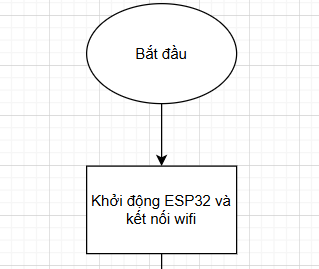 Bắt đầu
Khởi động ESP32 và
kết nối wifi